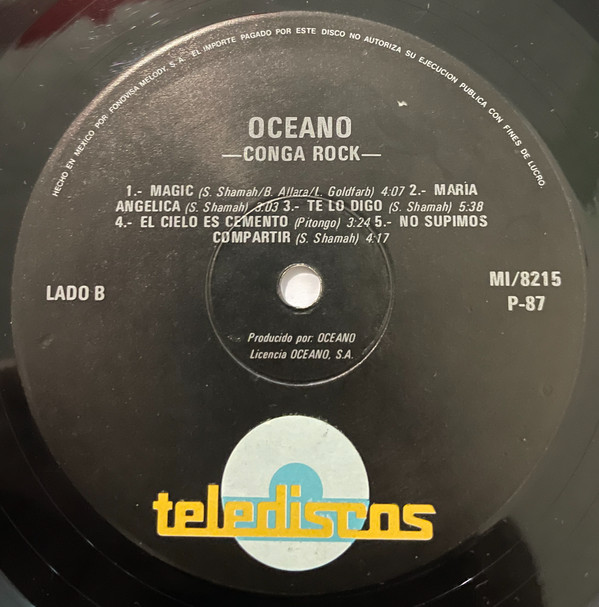 HECHO EN MEXICO POR FONOVISA MELODY, S.A. EL IMPORTE PAGADO POR ESTE DISCO NO AUTORIZA SU EJECUCION PUBLICA CON FINES DE LUCRO.
OCEANO
—CONGA ROCK—
1.- MAGIC (S. Shamah/B. Allara/L. Goldfarb) 4:07 2.- MARÌA
ANGELICA (S. Shamah) 3:03 3.- TE LO DIGO (S. Shamah) 5:38
4.- EL CIELO ES CEMENTO (Pitongo) 3:24 5.- NO SUPIMOS
COMPARTIR (S. Shamah) 4:17
LADO B
MI/8215
P-87
Producido por: OCEANO
Licencia OCEANO, S.A.
telediscos